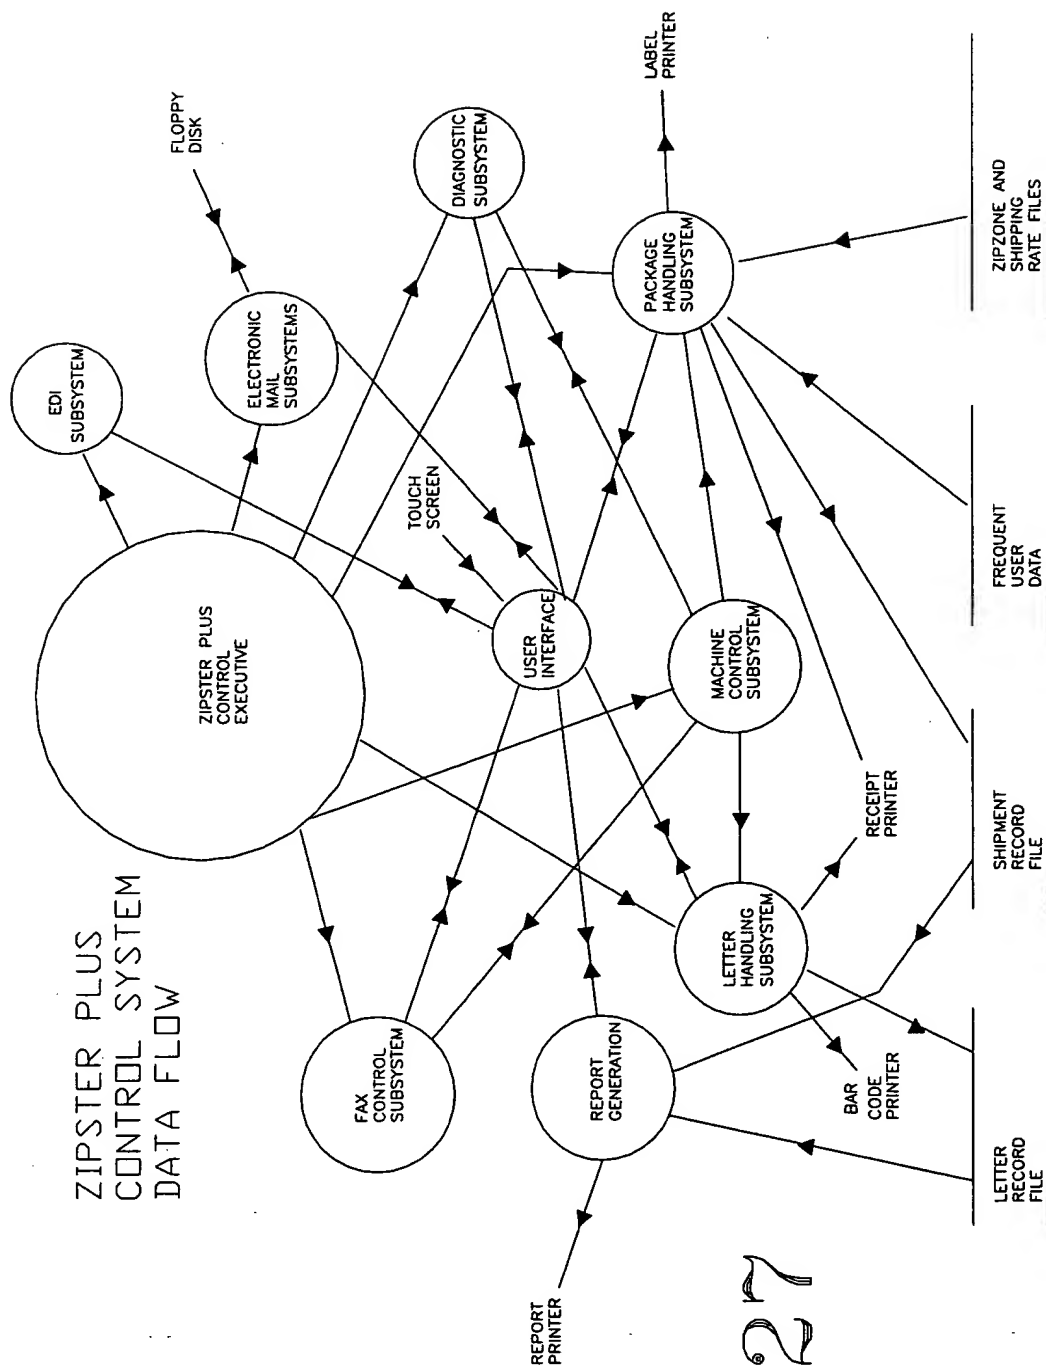 ZIPSTER PLUS
CONTROL SYSTEM
DATA FLOW
ZIPSTER PLUS
CONTROL
EXECUTIVE
EDI
SUBSYSTEM
ELECTRONIC
MAIL
SUBSYSTEMS
FLOPPY
DISK
DIAGNOSTIC
SUBSYSTEM
TOUCH
SCREEN
FAX
CONTROL
SUBSYSTEM
USER
INTERFACE
REPORT
GENERATION
REPORT
PRINTER
LETTER
HANDLING
SUBSYSTEM
MACHINE
CONTROL
SUBSYSTEM
PACKAGE
HANDLING
SUBSYSTEM
LABEL
PRINTER
BAR
CODE
PRINTER
RECEIPT
PRINTER
LETTER
RECORD
FILE
SHIPMENT
RECORD
FILE
FREQUENT
USER
DATA
ZIPZONE AND
SHIPPING
RATE FILES
27